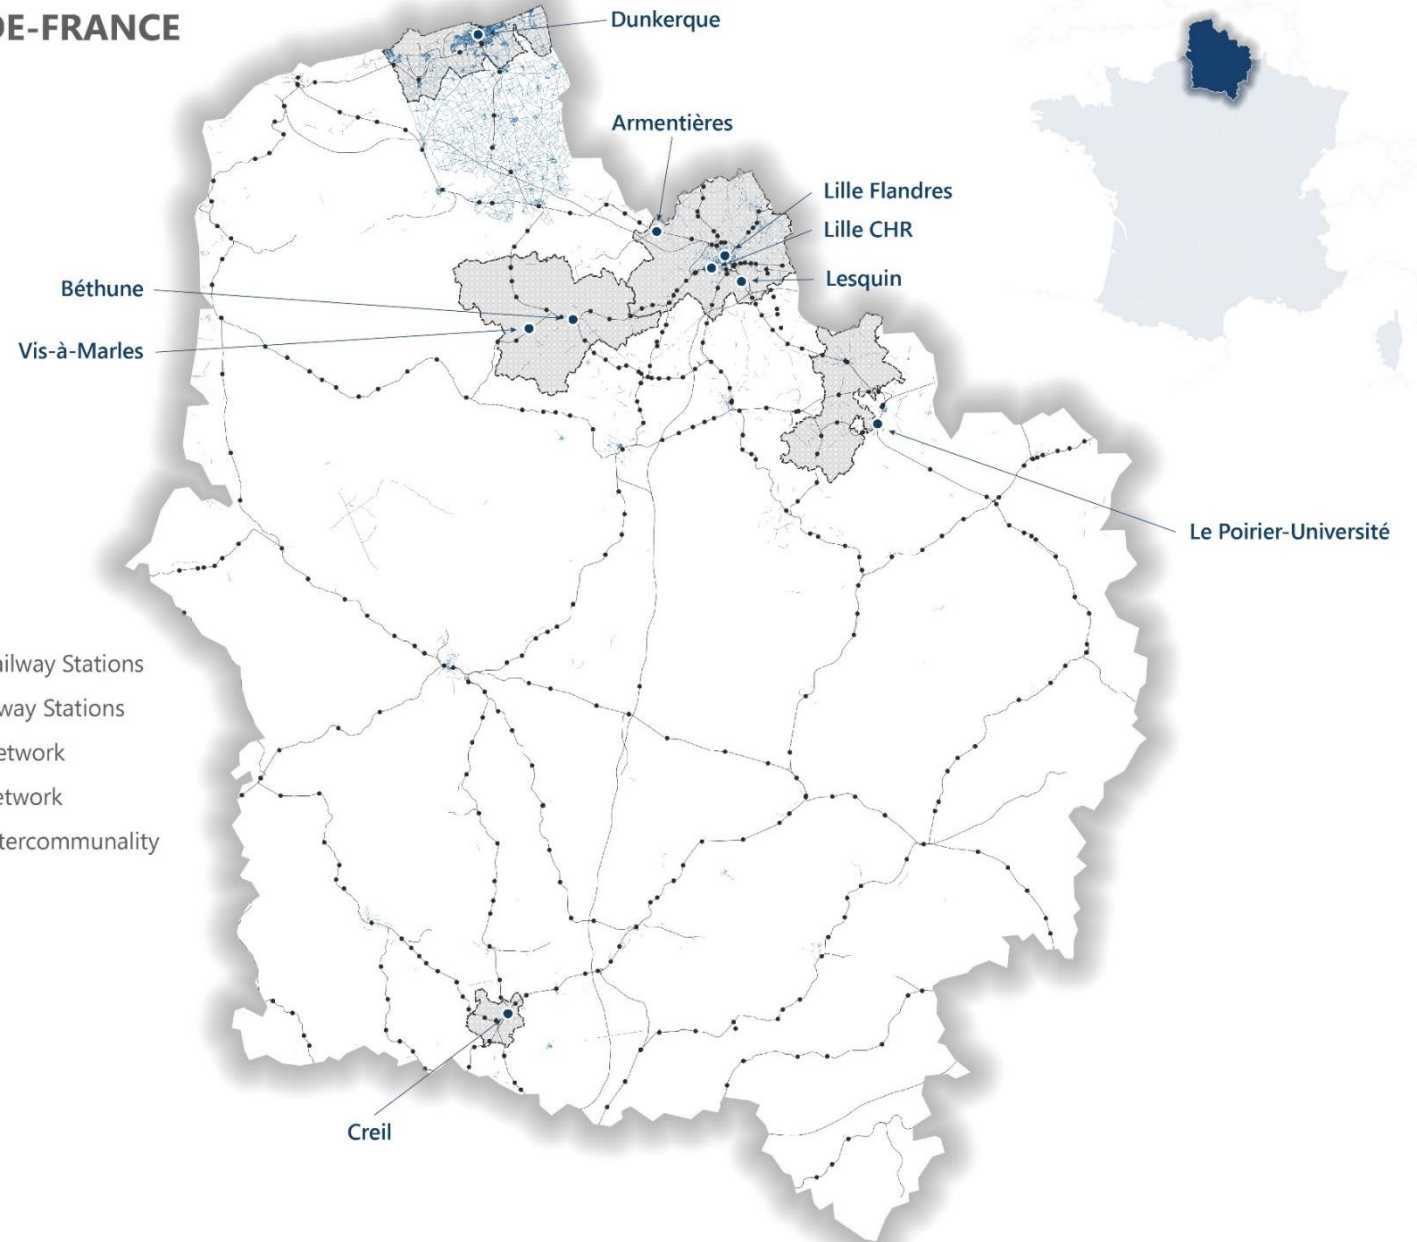 DE-FRANCE
Dunkerque
Armentières
Lille Flandres
Lille CHR
Lesquin
Béthune
Vis-à-Marles
Le Poirier-Université
Railway Stations
way Stations
etwork
etwork
tercommunality
Creil